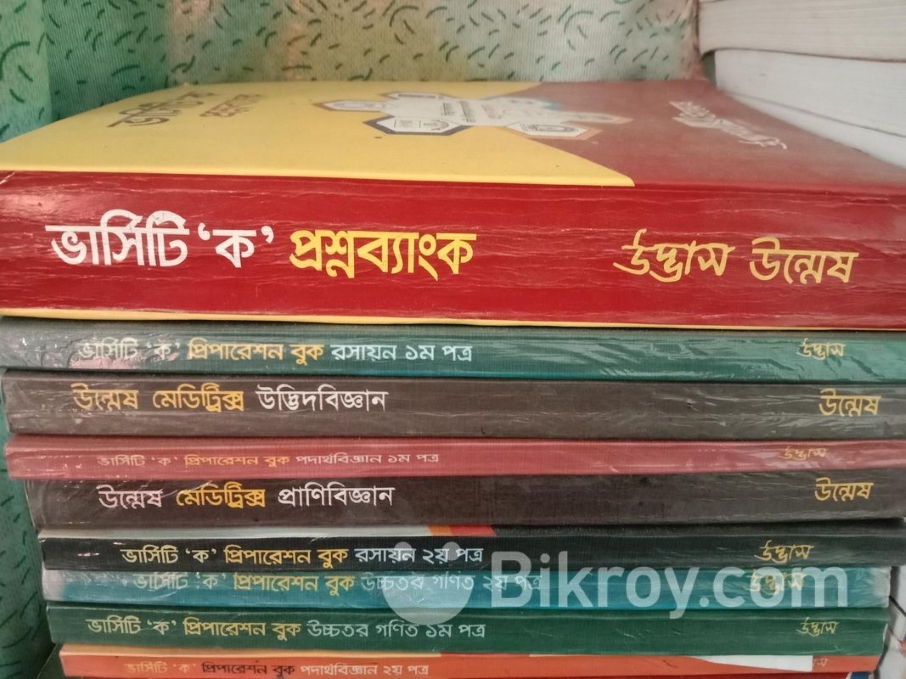 ভার্সিটি 'ক' প্রশ্নব্যাংক উদ্ভাস উন্মেষ
ভার্সিটি 'ক' প্রিপারেশন বুক রসায়ন ১ম পত্র উদ্ভাস
উন্মেষ মেডিট্রিক্স উদ্ভিদবিজ্ঞান উন্মেষ
ভার্সিটি 'ক' প্রিপারেশন বুক পদার্থবিজ্ঞান ১ম পত্র উদ্ভাস
উন্মেষ মেডিট্রিক্স প্রাণিবিজ্ঞান উন্মেষ
ভার্সিটি 'ক' প্রিপারেশন বুক রসায়ন ২য় পত্র উদ্ভাস
ভার্সিটি 'ক' প্রিপারেশন বুক উচ্চতর গণিত ২য় পত্র উদ্ভাস
Bikroy.com
ভার্সিটি 'ক' প্রিপারেশন বুক উচ্চতর গণিত ১ম পত্র উদ্ভাস
ভার্সিটি 'ক' প্রিপারেশন বুক পদার্থবিজ্ঞান ২য় পত্র